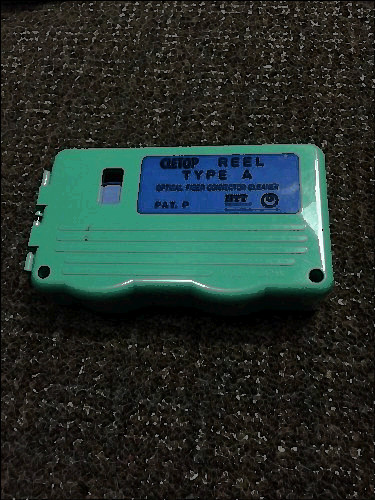 CLETOP REEL
TYPE A
OPTICAL FIBER CONNECTOR CLEANER
PAT. P NTT